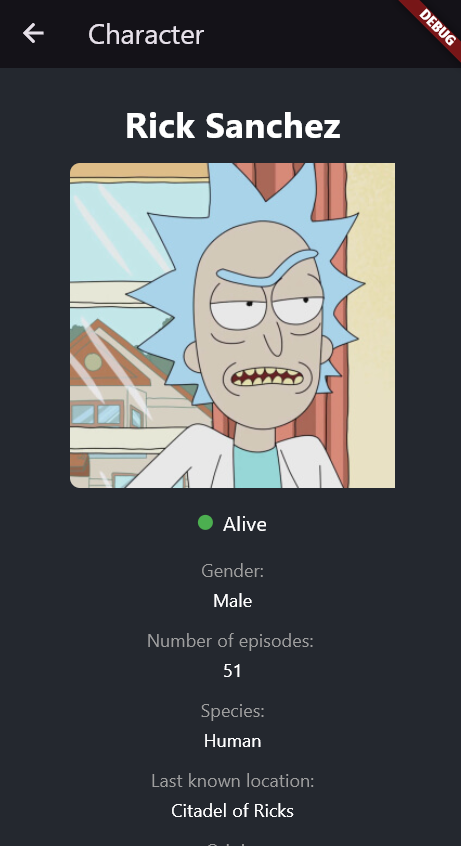 Character
DEBUG
Rick Sanchez
Alive
Gender:
Male
Number of episodes:
51
Species:
Human
Last known location:
Citadel of Ricks